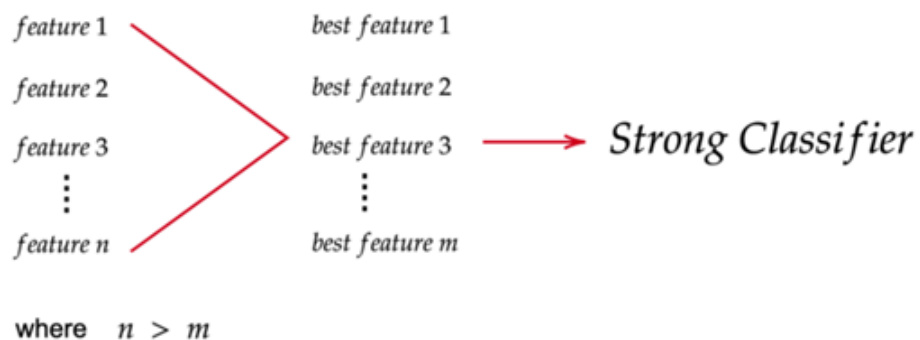 feature 1
feature 2
feature 3
feature n
best feature 1
best feature 2
best feature 3
best feature m
Strong Classifier
where n > m